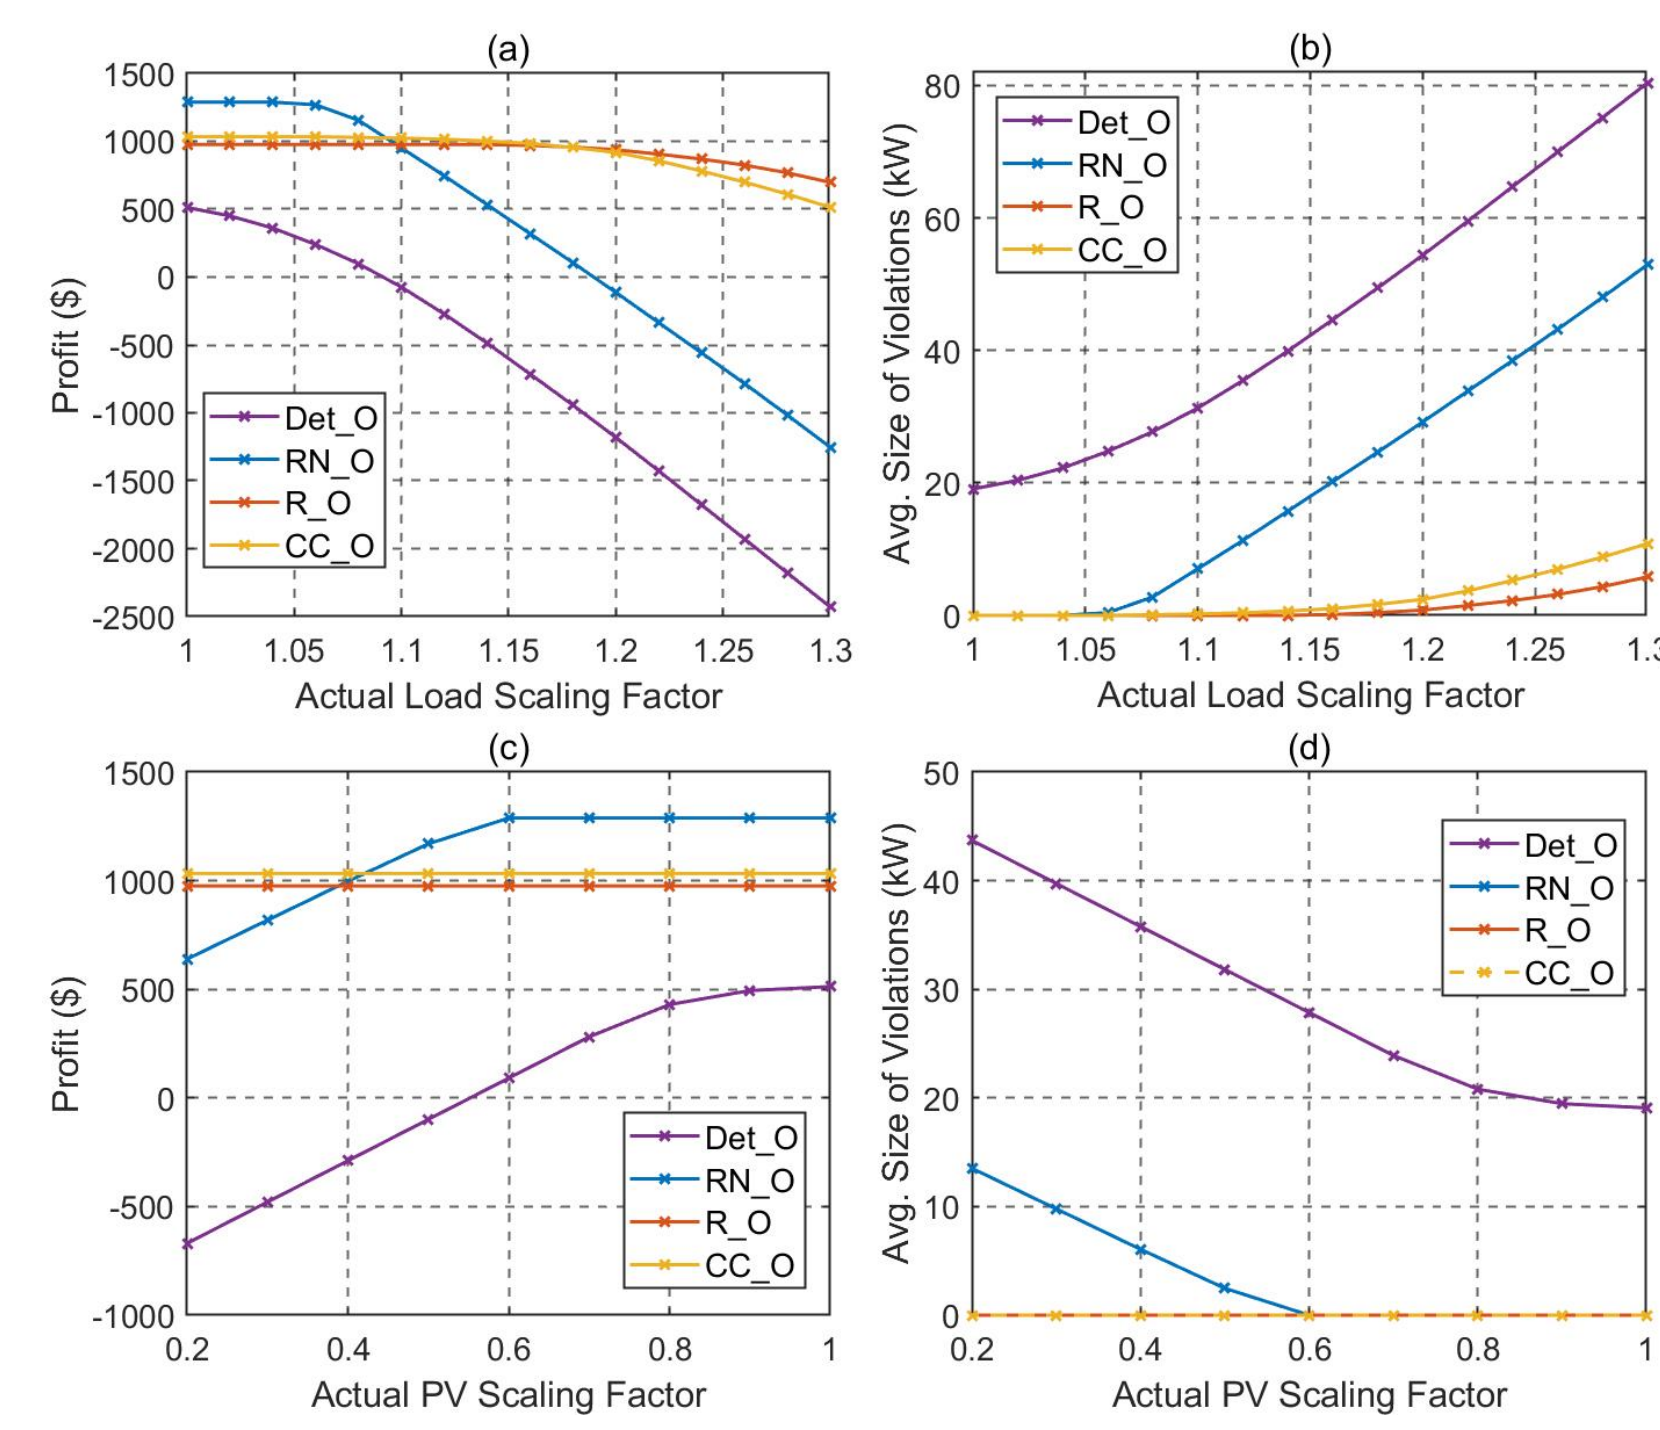 (a)
1500
1000
500
0
-500
-1000
-1500
-2000
-2500
Profit ($)
Det_O
RN_O
R_O
CC_O
1 1.05 1.1 1.15 1.2 1.25 1.3
Actual Load Scaling Factor
(b)
80
60
40
20
0
Avg. Size of Violations (kW)
Det_O
RN_O
R_O
CC_O
1 1.05 1.1 1.15 1.2 1.25 1.3
Actual Load Scaling Factor
(c)
1500
1000
500
0
-500
-1000
Profit ($)
Det_O
RN_O
R_O
CC_O
0.2 0.4 0.6 0.8 1
Actual PV Scaling Factor
(d)
50
40
30
20
10
0
Avg. Size of Violations (kW)
Det_O
RN_O
R_O
CC_O
0.2 0.4 0.6 0.8 1
Actual PV Scaling Factor